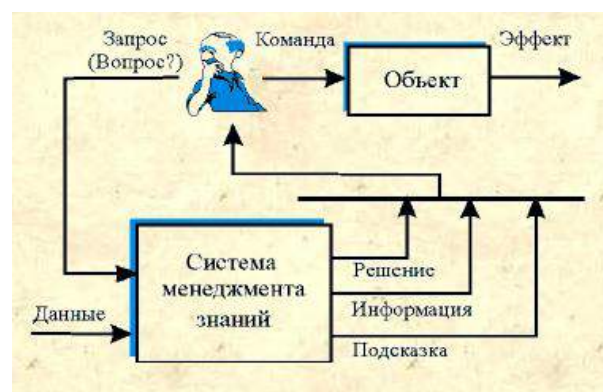 Запрос
(Вопрос?)
Команда
Объект
Эффект
Система
менеджмента
знаний
Данные
Решение
Информация
Подсказка